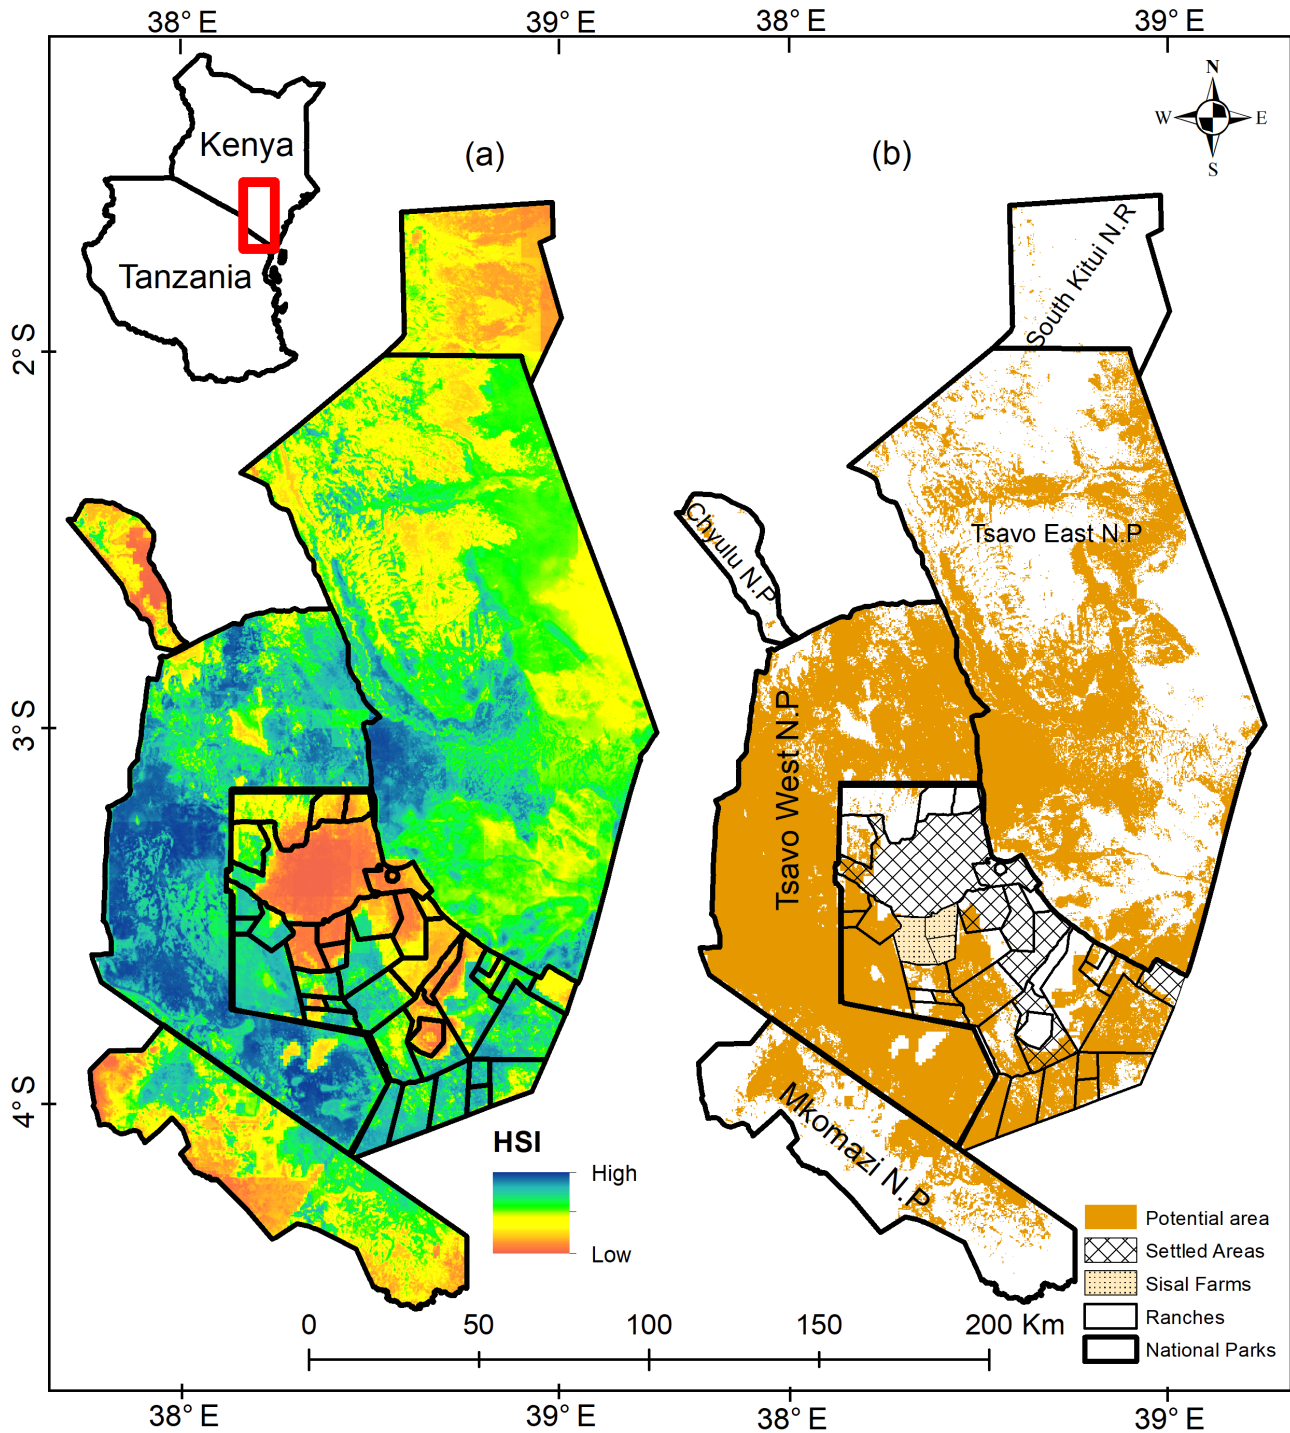 38° E
39° E
38° E
39° E
N
W
E
S
Kenya
Tanzania
(a)
(b)
South Kitui N.R
2°S
Chyulu N.P
Tsavo East N.P
3°S
Tsavo West N.P
4°S
Mkomazi N.P
HSI
High
Low
Potential area
Settled Areas
Sisal Farms
Ranches
National Parks
0
50
100
150
200 Km
38° E
39° E
38° E
39° E